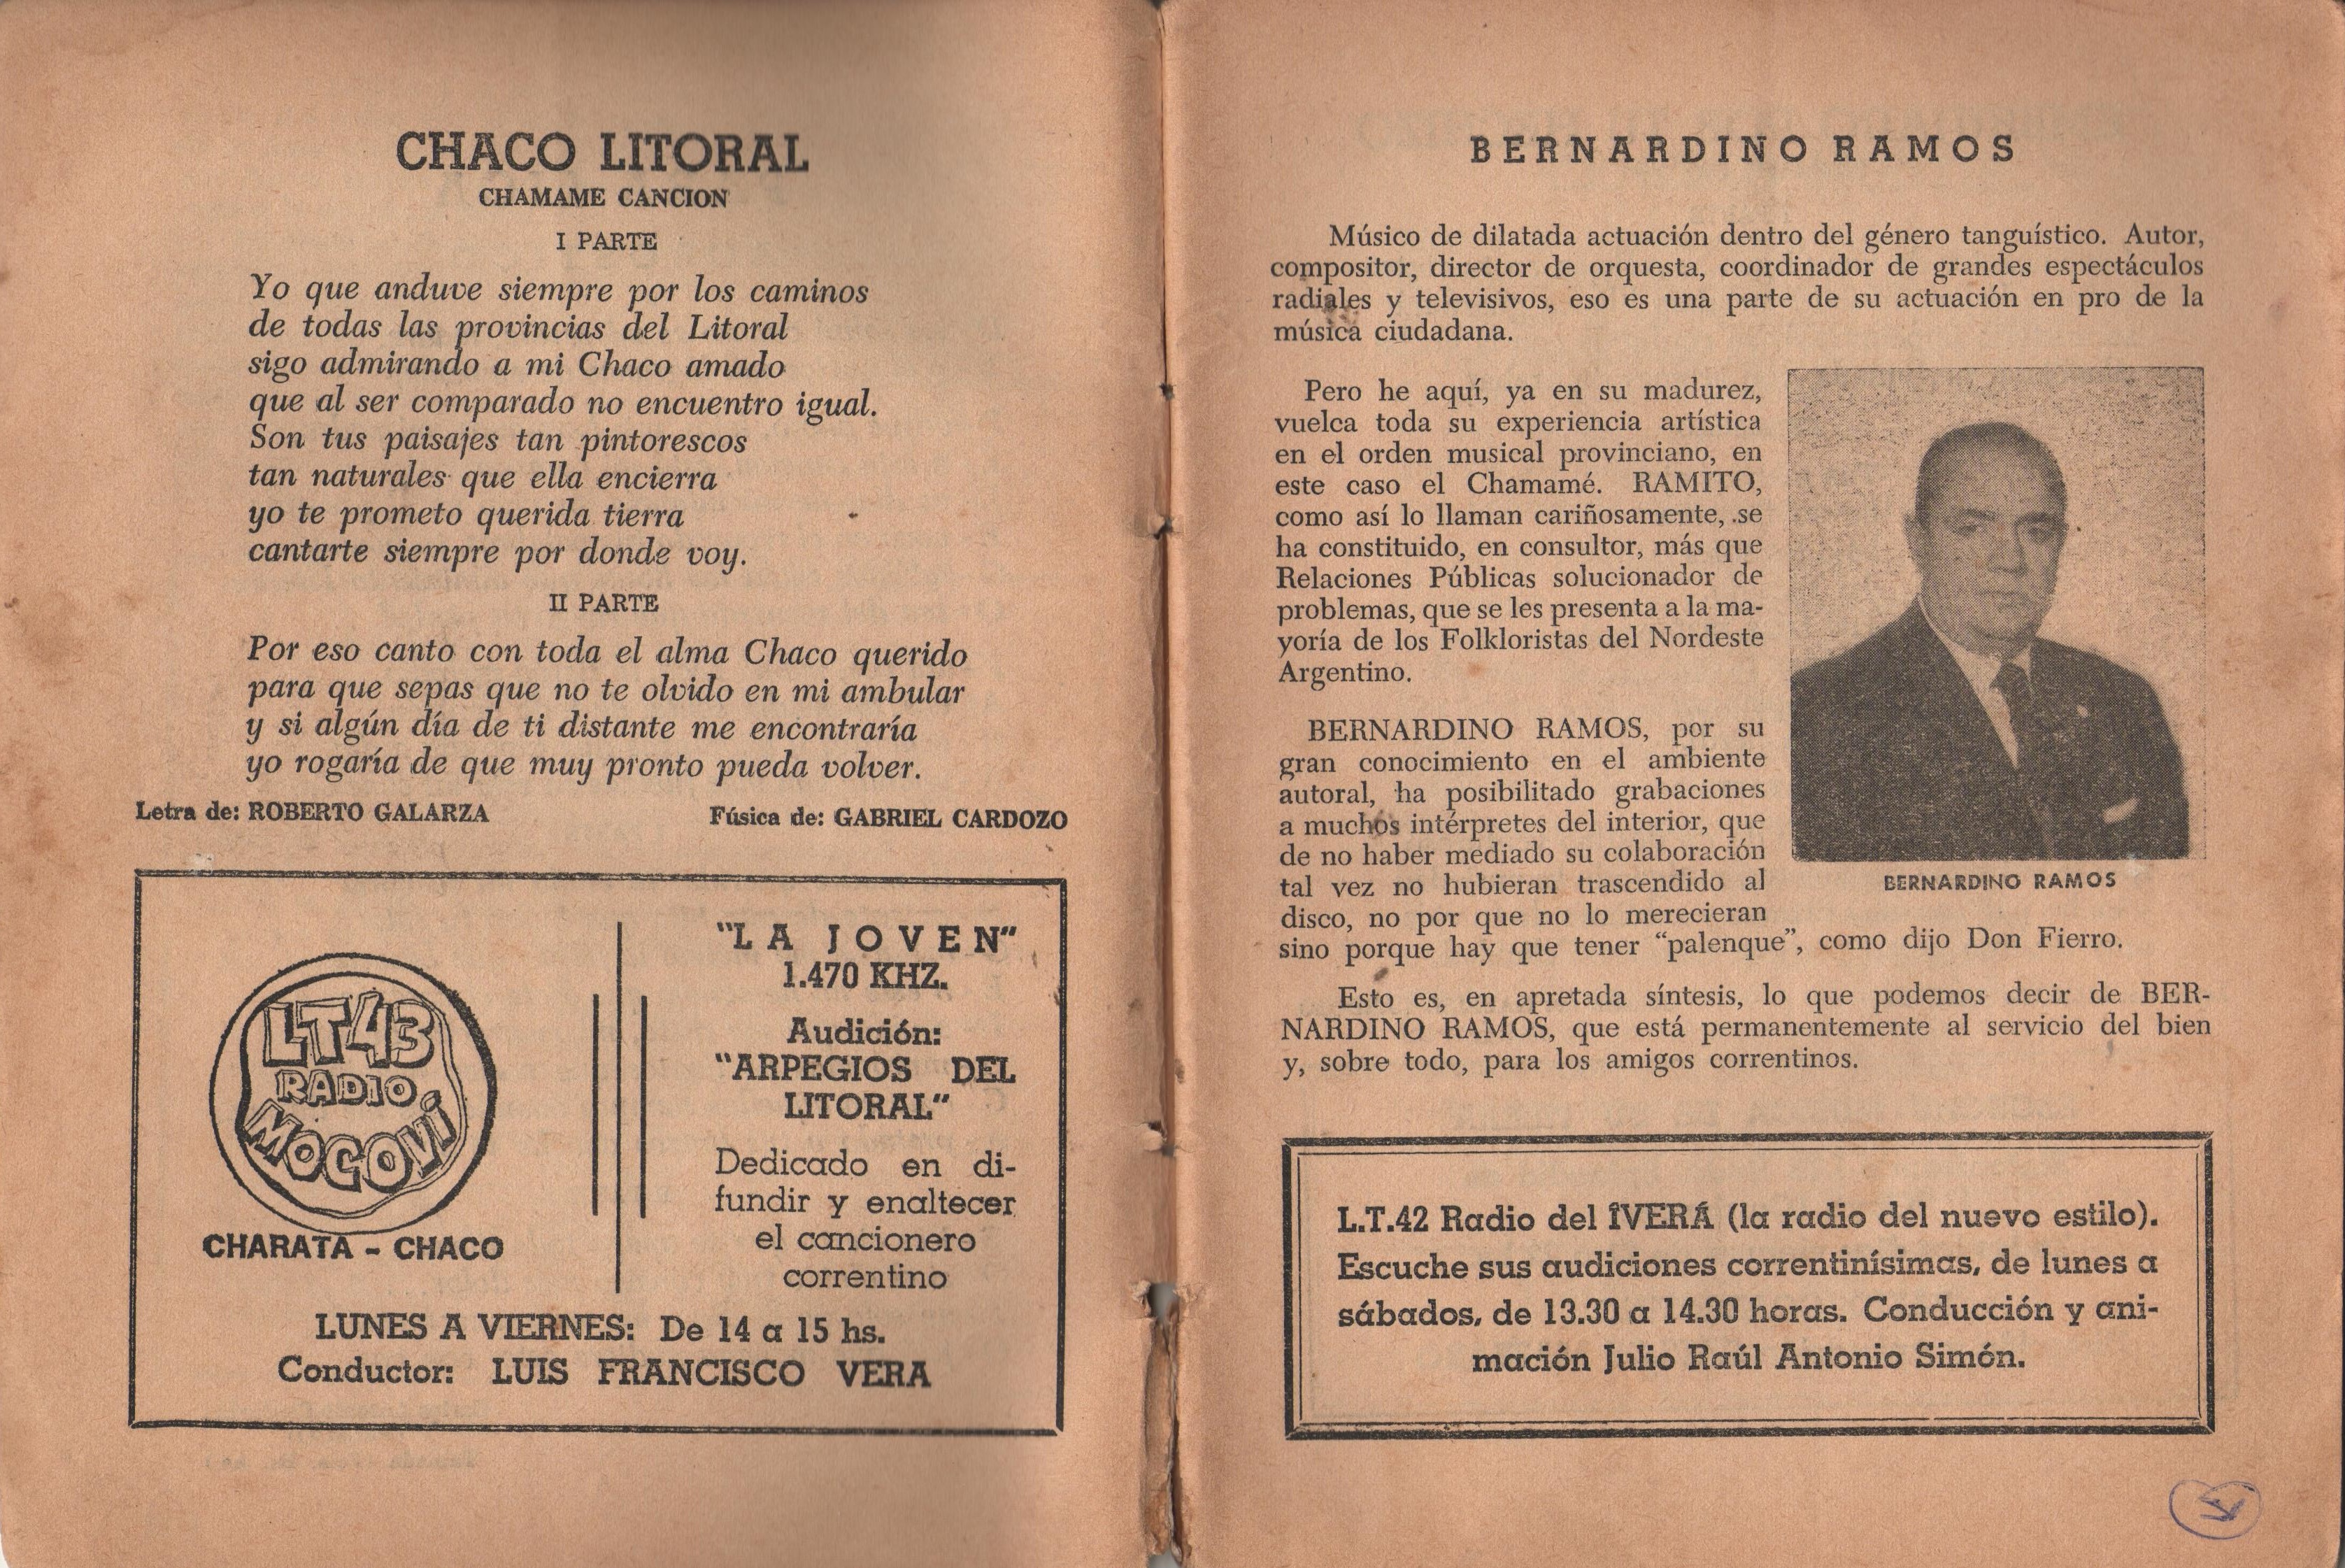 CHACO LITORAL
CHAMAME CANCION
I PARTE
Yo que anduve siempre por los caminos
de todas las provincias del Litoral
sigo admirando a mi Chaco amado
que al ser comparado no encuentro igual.
Son tus paisajes tan pintorescos
tan naturales que ella encierra
yo te prometo querida tierra
cantarte siempre por donde voy.
II PARTE
Por eso canto con toda el alma Chaco querido
para que sepas que no te olvido en mi ambular
y si algún día de ti distante me encontraría
yo rogaría de que muy pronto pueda volver.
Letra de: ROBERTO GALARZA
Fúsica de: GABRIEL CARDOZO
LT43
RADIO
MOCOVÍ
CHARATA - CHACO
"LA JOVEN"
1.470 KHZ.
Audición:
"ARPEGIOS DEL
LITORAL"
Dedicado en di-
fundir y enaltecer
el cancionero
correntino
LUNES A VIERNES: De 14 a 15 hs.
Conductor: LUIS FRANCISCO VERA
BERNARDINO RAMOS
Músico de dilatada actuación dentro del género tanguístico. Autor,
compositor, director de orquesta, coordinador de grandes espectáculos
radiales y televisivos, eso es una parte de su actuación en pro de la
música ciudadana.
Pero he aquí, ya en su madurez,
vuelca toda su experiencia artística
en el orden musical provinciano, en
este caso el Chamamé. RAMITO,
como así lo llaman cariñosamente, .se
ha constituido, en consultor, más que
Relaciones Públicas solucionador de
problemas, que se les presenta a la ma-
yoría de los Folkloristas del Nordeste
Argentino.
BERNARDINO RAMOS, por su
gran conocimiento en el ambiente
autoral, ha posibilitado grabaciones
a muchos intérpretes del interior, que
de no haber mediado su colaboración
tal vez no hubieran trascendido al
disco, no por que no lo merecieran
sino porque hay que tener “palenque”, como dijo Don Fierro.
BERNARDINO RAMOS
Esto es, en apretada síntesis, lo que podemos decir de BER-
NARDINO RAMOS, que está permanentemente al servicio del bien
y, sobre todo, para los amigos correntinos.
L.T.42 Radio del ÎVERÁ (la radio del nuevo estilo).
Escuche sus audiciones correntinísimas, de lunes a
sábados, de 13.30 a 14.30 horas. Conducción y ani-
mación Julio Raúl Antonio Simón.